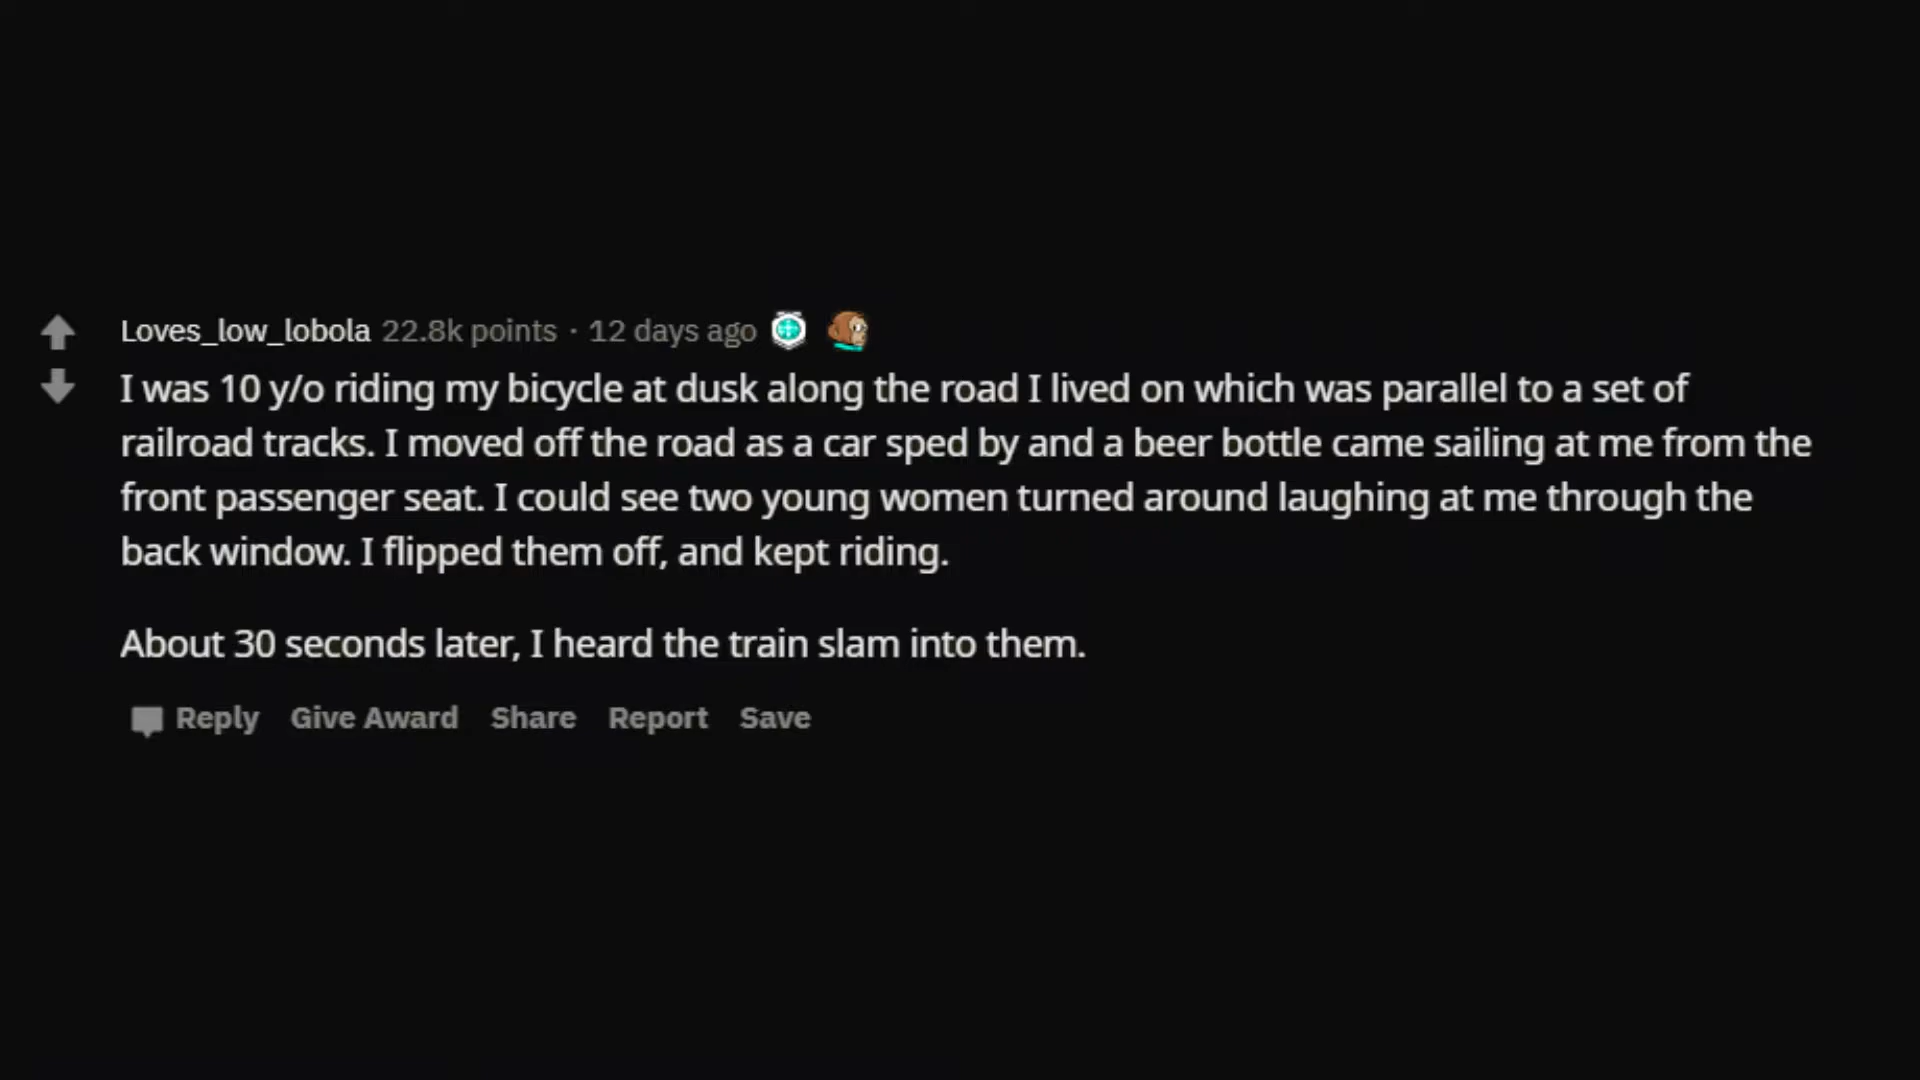 Loves_low_lobola 22.8k points · 12 days ago
I was 10 y/o riding my bicycle at dusk along the road I lived on which was parallel to a set of
railroad tracks. I moved off the road as a car sped by and a beer bottle came sailing at me from the
front passenger seat. I could see two young women turned around laughing at me through the
back window. I flipped them off, and kept riding.
About 30 seconds later, I heard the train slam into them.
Reply Give Award Share Report Save